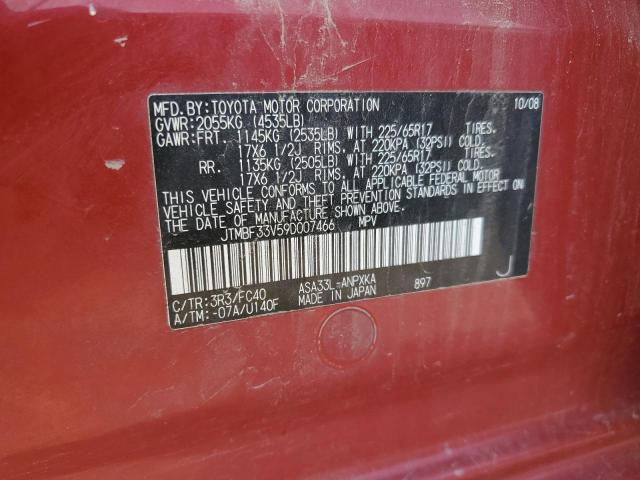 MFD.BY:TOYOTA MOTOR CORPORATION 10/08
GVWR:2055KG (4535LB)
GAWR:FRT. 1145KG (2535LB) WITH 225/65R17 TIRES.
17X6 1/2J RIMS. AT 220KPA (32PSI) COLD.
RR. 1135KG (2505LB) WITH 225/65R17 TIRES.
17X6 1/2J RIMS. AT 220KPA (32PSI) COLD.
THIS VEHICLE CONFORMS TO ALL APPLICABLE FEDERAL MOTOR
VEHICLE SAFETY AND THEFT PREVENTION STANDARDS IN EFFECT ON
THE DATE OF MANUFACTURE SHOWN ABOVE.
JTMBF33V59D007466 MPV
C/TR:3R3/FC40 ASA33L-ANPXKA 897 J
A/TM:-07A/U140F MADE IN JAPAN